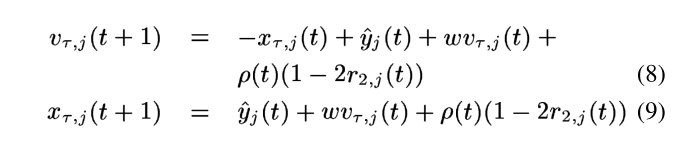 v_{τ,j}(t + 1) = −x_{τ,j}(t) + ŷ_j(t) + wv_{τ,j}(t) +
ρ(t)(1 − 2r_{2,j}(t)) (8)
x_{τ,j}(t + 1) = ŷ_j(t) + wv_{τ,j}(t) + ρ(t)(1 − 2r_{2,j}(t)) (9)